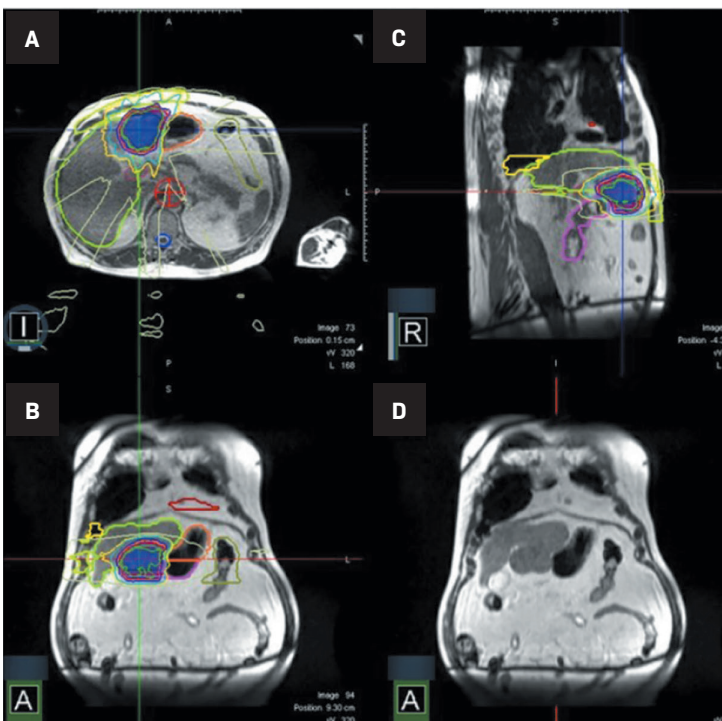 A
A
L
I
Image 73
Position 0.15 cm
W 320
L 168
P
C
S
P
R
Image
Position -4.3
W 320
L
I
B
S
L
A
Image 94
Position 9.30 cm
D
A